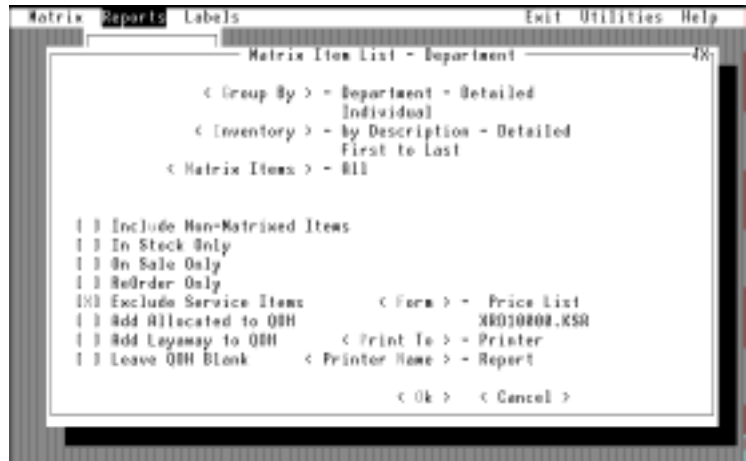 Matrix Reports Labels Exit Utilities Help
Matrix Item List - Department
< Group By > - Department - Detailed
Individual
< Inventory > - by Description - Detailed
First to Last
< Matrix Items > - All
[ ] Include Non-Matrixed Items
[ ] In Stock Only
[ ] On Sale Only
[ ] ReOrder Only
[X] Exclude Service Items < Form > - Price List
[ ] Add Allocated to QOH XRD10000.KSR
[ ] Add Layaway to QOH < Print To > - Printer
[ ] Leave QOH Blank < Printer Name > - Report
< Ok > < Cancel >